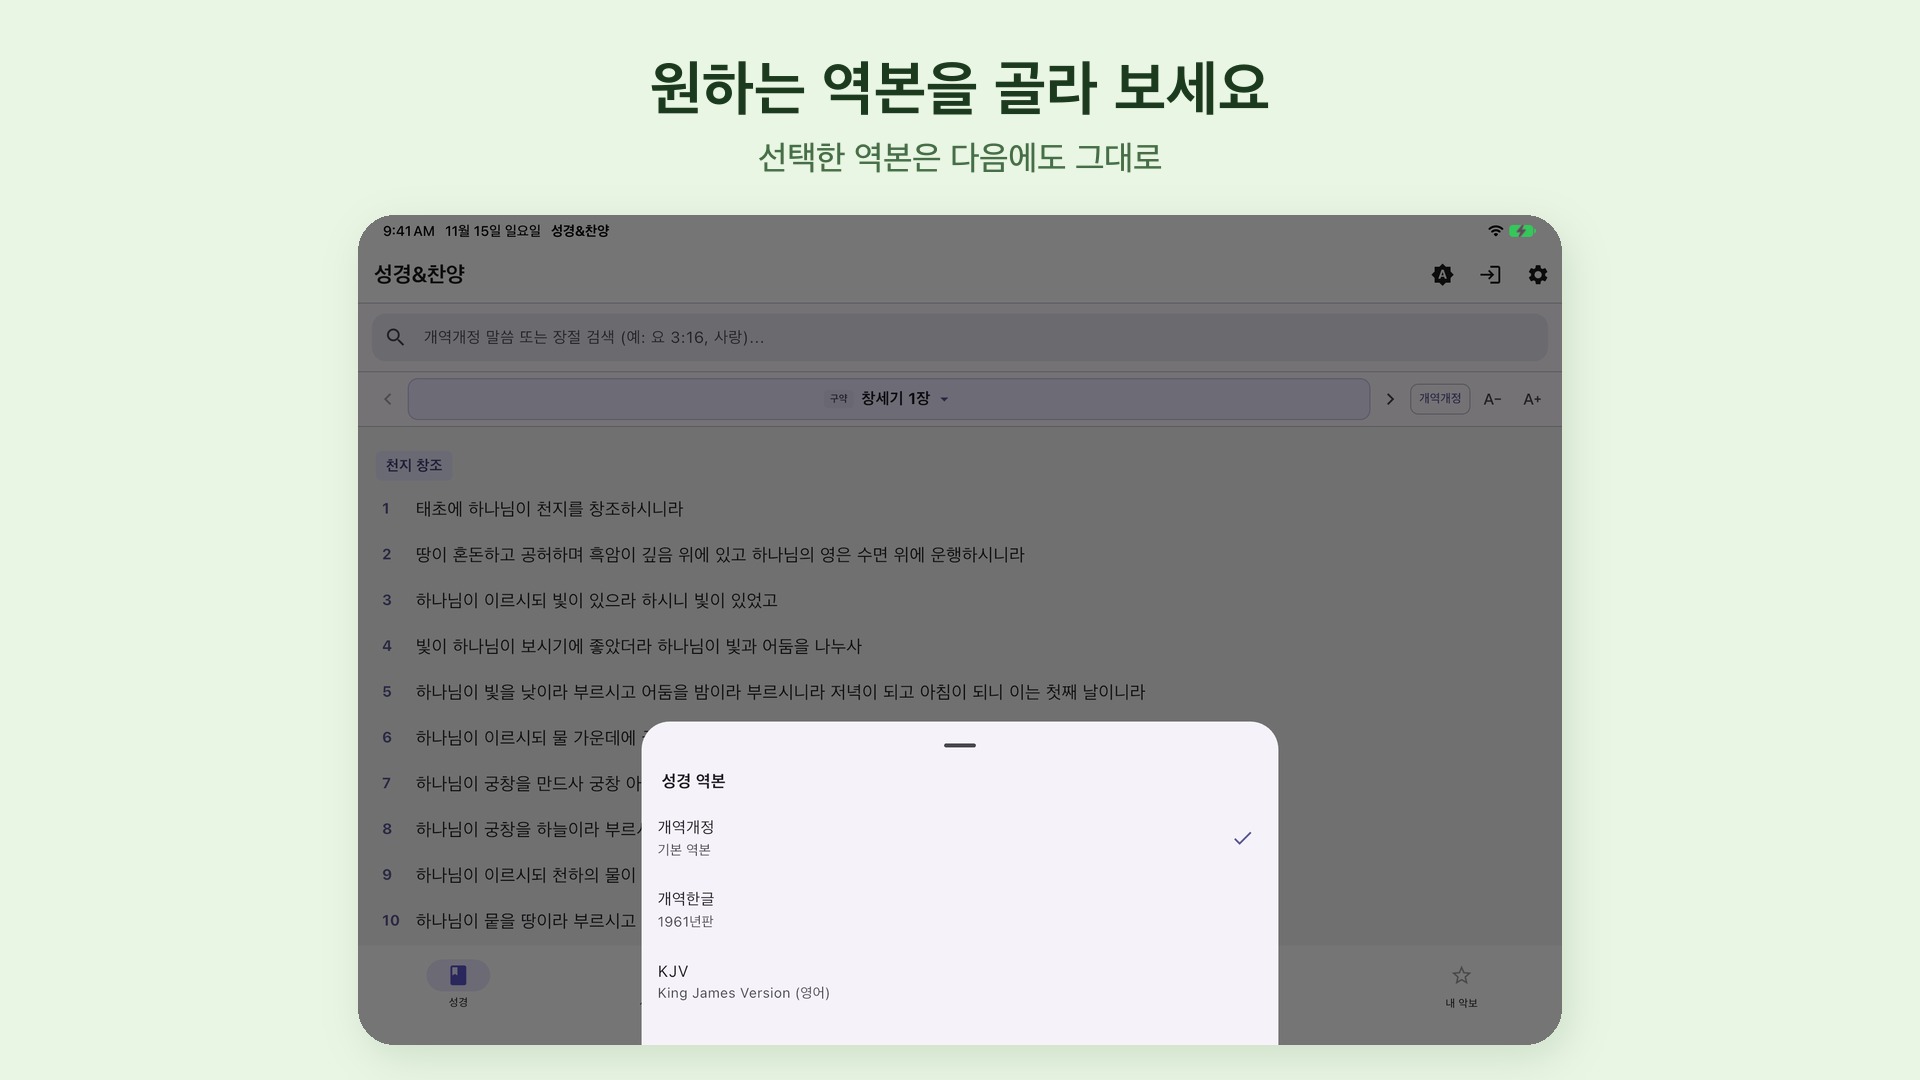 원하는 역본을 골라 보세요
선택한 역본은 다음에도 그대로
9:41 AM 11월 15일 일요일 성경&찬양
성경&찬양
개역개정 말씀 또는 장절 검색 (예: 요 3:16, 사랑)...
구약 창세기 1장 개역개정 A- A+
천지 창조
1 태초에 하나님이 천지를 창조하시니라
2 땅이 혼돈하고 공허하며 흑암이 깊음 위에 있고 하나님의 영은 수면 위에 운행하시니라
3 하나님이 이르시되 빛이 있으라 하시니 빛이 있었고
4 빛이 하나님이 보시기에 좋았더라 하나님이 빛과 어둠을 나누사
5 하나님이 빛을 낮이라 부르시고 어둠을 밤이라 부르시니라 저녁이 되고 아침이 되니 이는 첫째 날이니라
6 하나님이 이르시되 물 가운데에
7 하나님이 궁창을 만드사 궁창 아
8 하나님이 궁창을 하늘이라 부르
9 하나님이 이르시되 천하의 물이
10 하나님이 뭍을 땅이라 부르시고
성경 역본
개역개정
기본 역본
개역한글
1961년판
KJV
King James Version (영어)
성경
내 악보